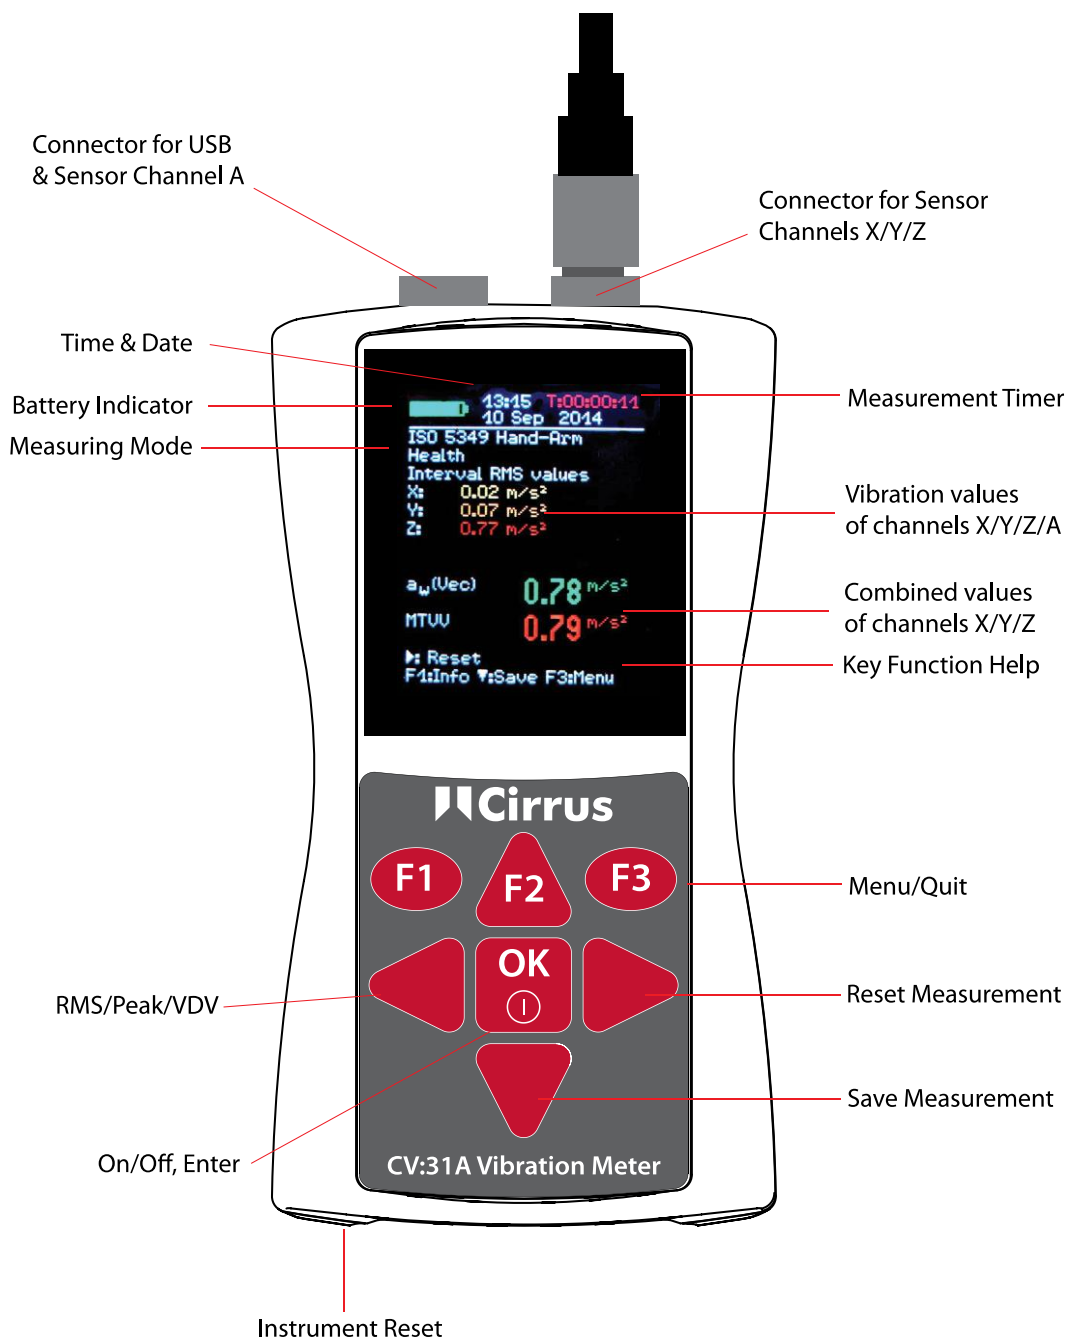 Connector for USB
& Sensor Channel A
Connector for Sensor
Channels X/Y/Z
Time & Date
Battery Indicator
Measuring Mode
13:15 T:00:00:11
10 Sep 2014
ISO 5349 Hand-Arm
Health
Interval RMS values
X: 0.02 m/s²
Y: 0.07 m/s²
Z: 0.77 m/s²
aw(Vec) 0.78 m/s²
MTVV 0.79 m/s²
▶: Reset
F1:Info ▼:Save F3:Menu
Measurement Timer
Vibration values
of channels X/Y/Z/A
Combined values
of channels X/Y/Z
Key Function Help
Cirrus
F1
F2
F3
Menu/Quit
OK
RMS/Peak/VDV
Reset Measurement
Save Measurement
On/Off, Enter
CV:31A Vibration Meter
Instrument Reset